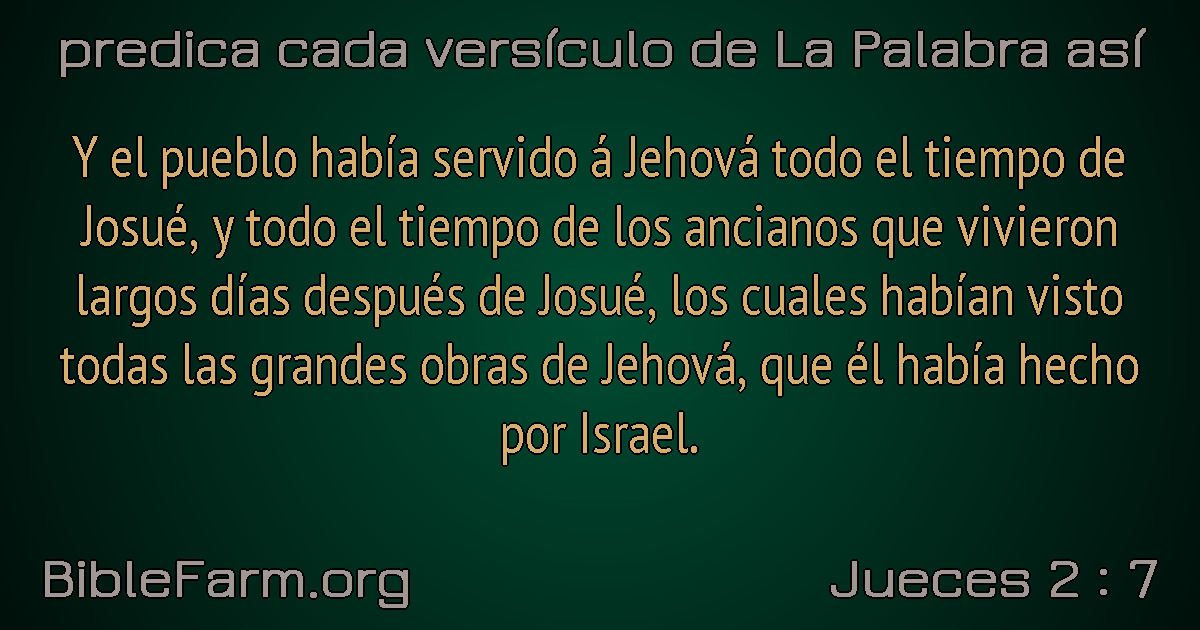 predica cada versículo de La Palabra así
Y el pueblo había servido á Jehová todo el tiempo de
Josué, y todo el tiempo de los ancianos que vivieron
largos días después de Josué, los cuales habían visto
todas las grandes obras de Jehová, que él había hecho
por Israel.
BibleFarm.org
Jueces 2 : 7